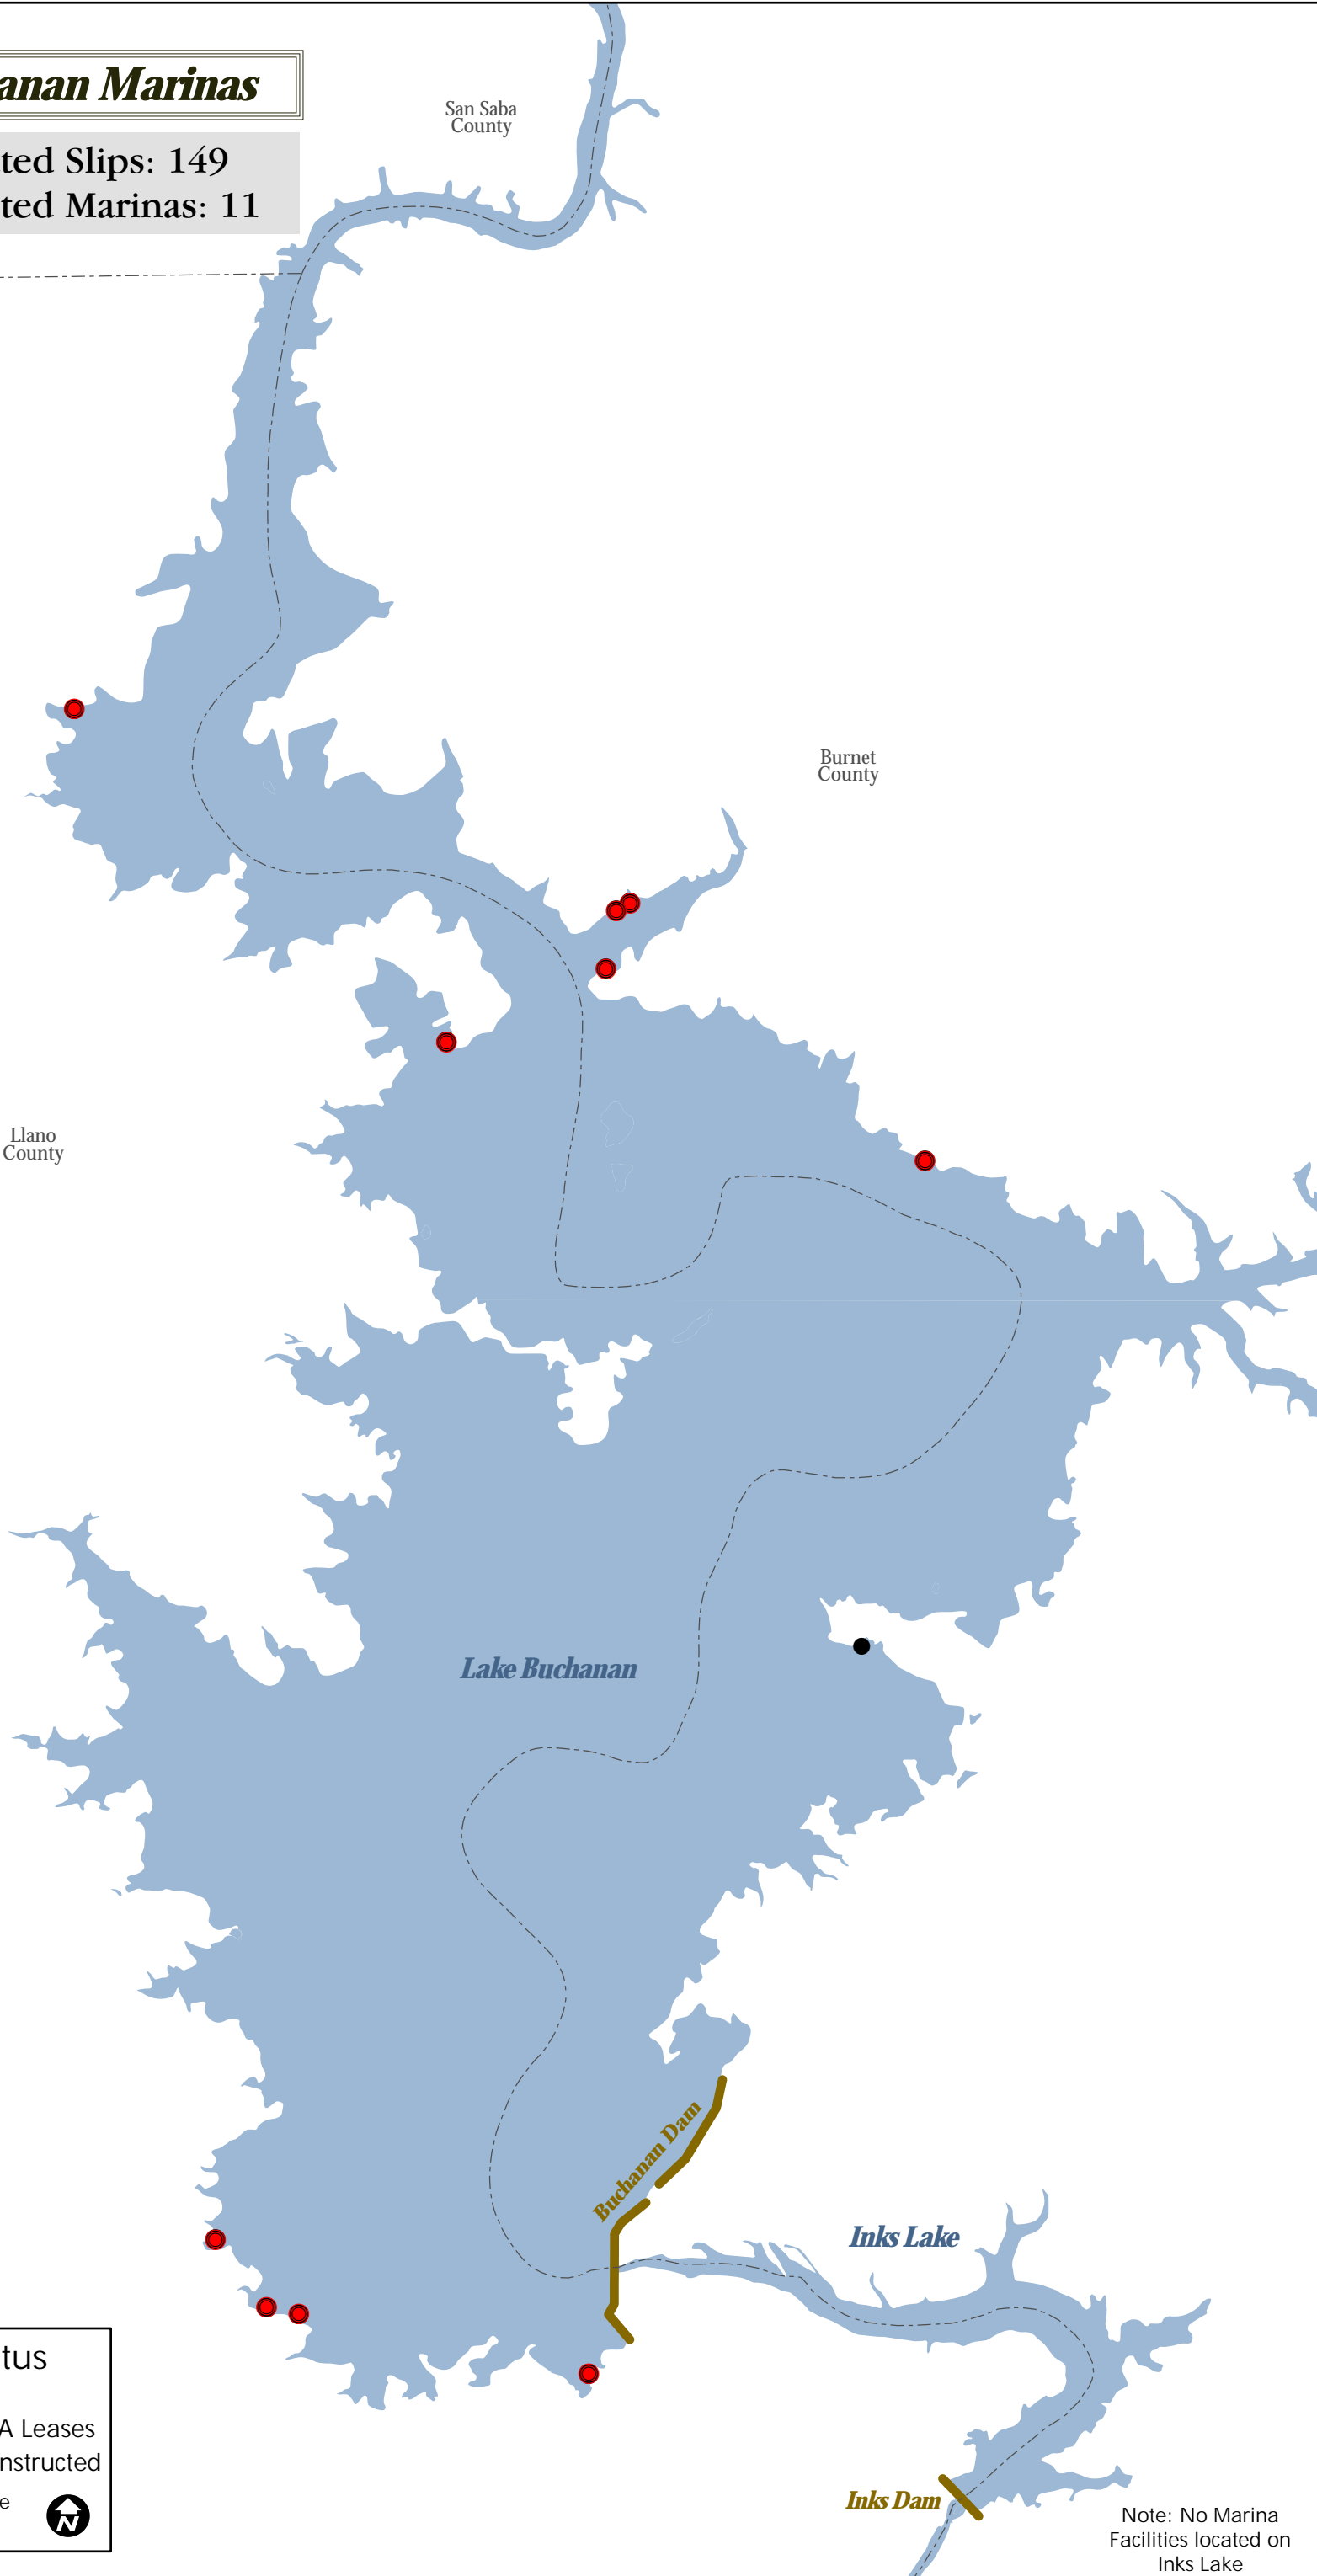 anan Marinas
ted Slips: 149
ted Marinas: 11
San Saba
County
Burnet
County
Llano
County
Lake Buchanan
Buchanan Dam
Inks Lake
tus
A Leases
nstructed
e
N
Inks Dam
Note: No Marina
Facilities located on
Inks Lake